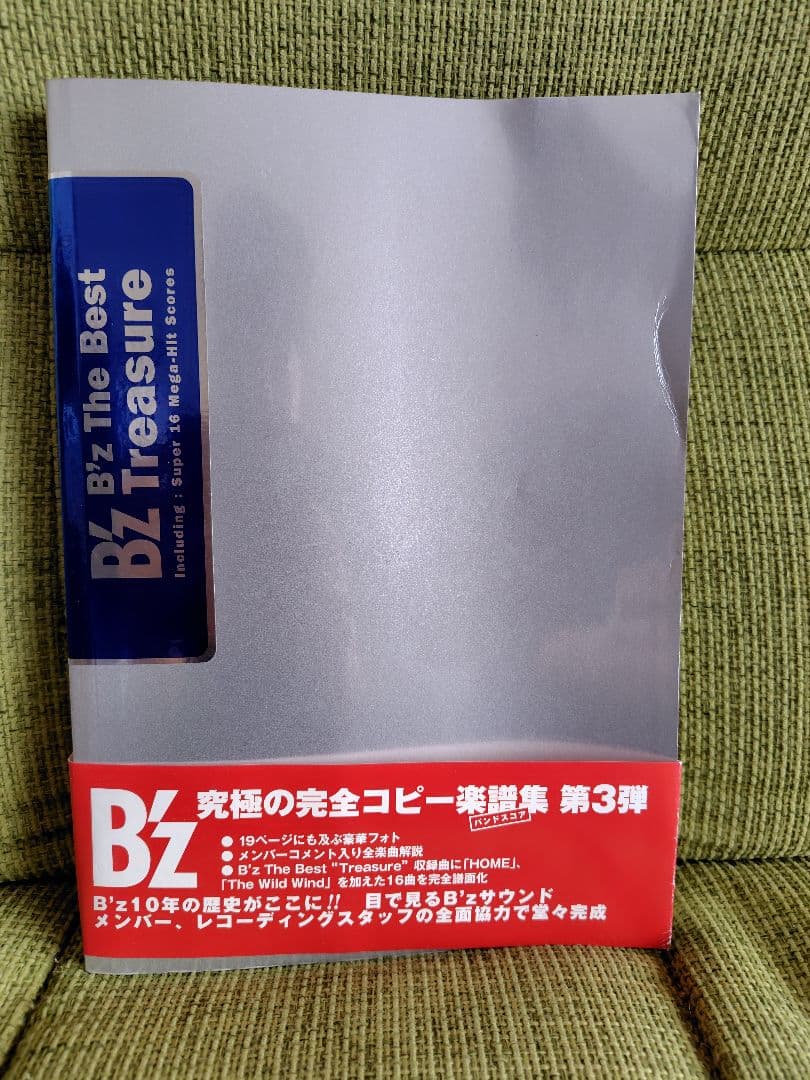 B'z The Best
B'z Treasure
Including : Super 16 Mega-Hit Scores
B'z
究極の完全コピー楽譜集 第3弾
バンドスコア
● 19ページにも及ぶ豪華フォト
● メンバーコメント入り全楽曲解説
● B'z The Best “Treasure” 収録曲に「HOME」、
「The Wild Wind」を加えた16曲を完全譜面化
B'z10年の歴史がここに!! 目で見るB'zサウンド
メンバー、レコーディングスタッフの全面協力で堂々完成